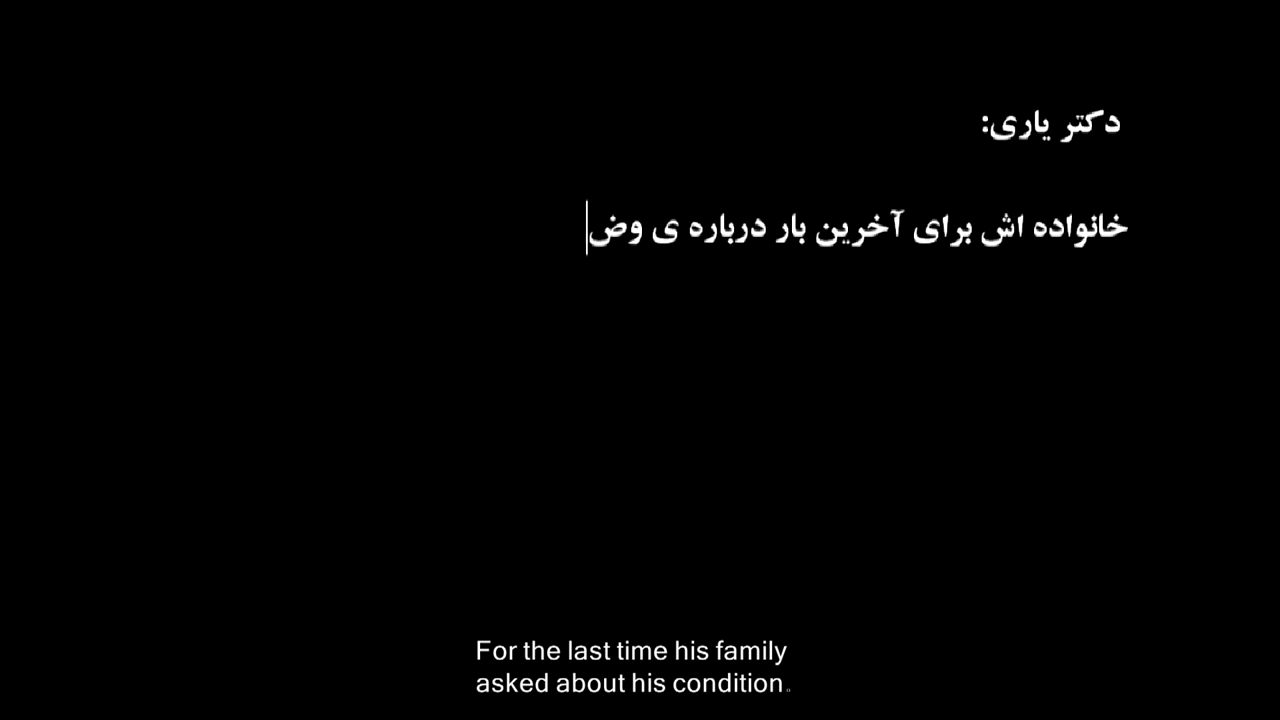 دکتر یاری:
خانواده اش برای آخرین بار درباره ی وض
For the last time his family
asked about his condition.